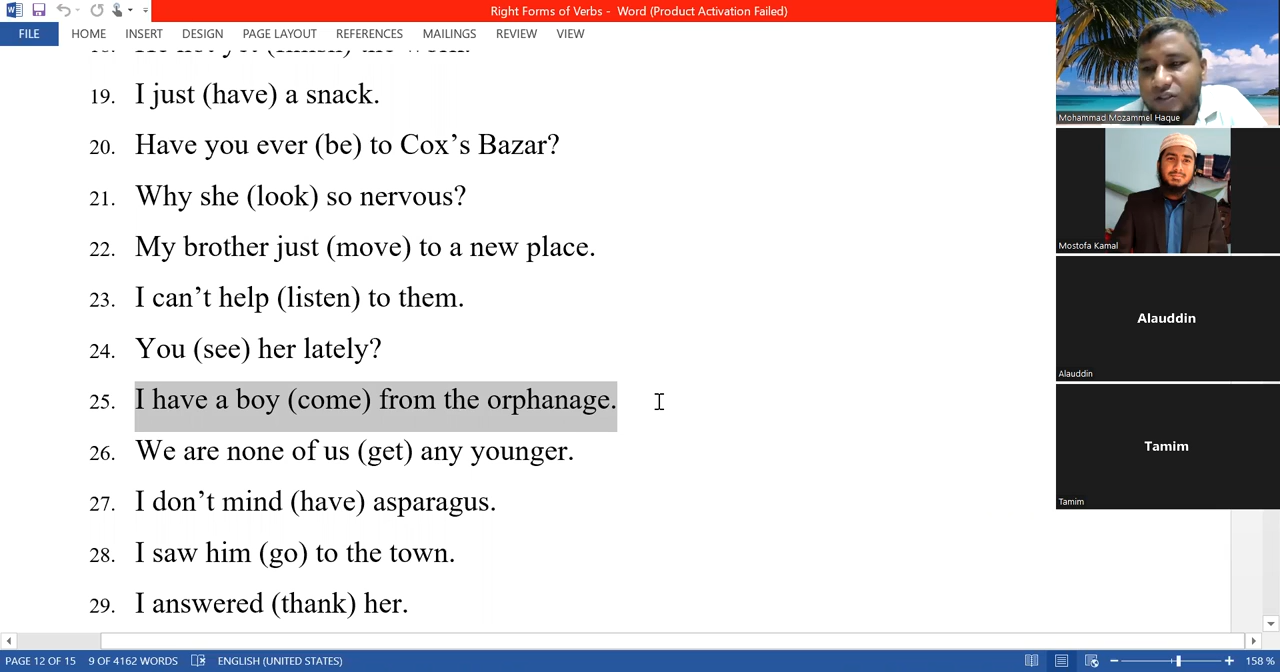 Right Forms of Verbs - Word (Product Activation Failed)
FILE HOME INSERT DESIGN PAGE LAYOUT REFERENCES MAILINGS REVIEW VIEW
19. I just (have) a snack.
20. Have you ever (be) to Cox’s Bazar?
21. Why she (look) so nervous?
22. My brother just (move) to a new place.
23. I can’t help (listen) to them.
24. You (see) her lately?
25. I have a boy (come) from the orphanage.
26. We are none of us (get) any younger.
27. I don’t mind (have) asparagus.
28. I saw him (go) to the town.
29. I answered (thank) her.
Mohammad Mozammel Haque
Mostofa Kamal
Alauddin
Alauddin
Tamim
Tamim
PAGE 12 OF 15 9 OF 4162 WORDS ENGLISH (UNITED STATES) 158 %